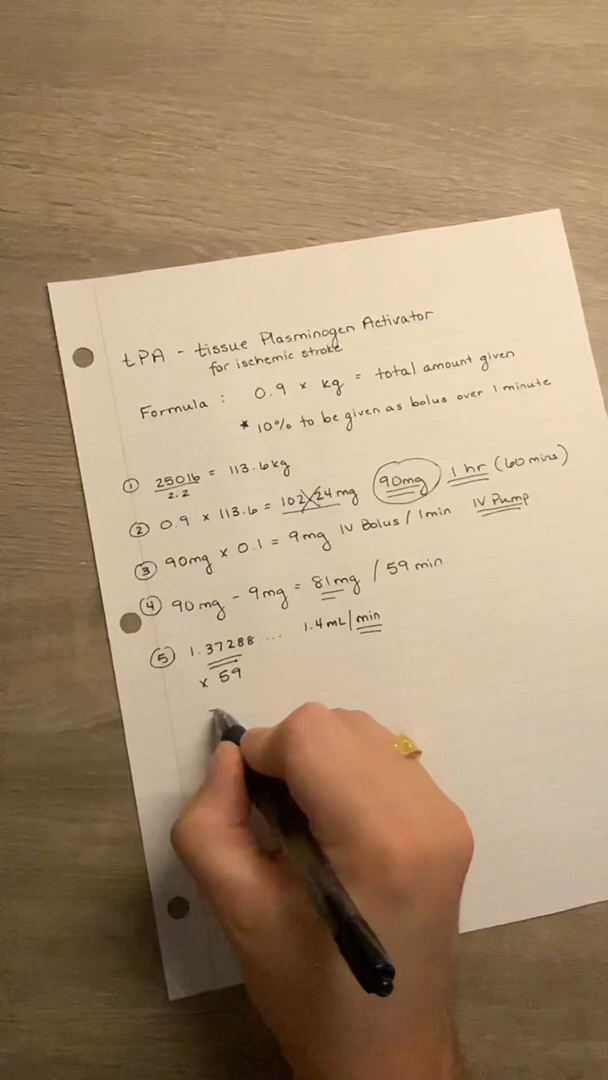 tPA - tissue Plasminogen Activator
for ischemic stroke
Formula : 0.9 x kg = total amount given
* 10% to be given as bolus over 1 minute
① 250lb / 2.2 = 113.6kg
② 0.9 x 113.6 = 102.24mg 90mg 1 hr (60 mins)
③ 90mg x 0.1 = 9mg IV Bolus / 1min IV Pump
④ 90mg - 9mg = 81mg / 59 min
⑤ 1.37288.... 1.4mL/min
x 59